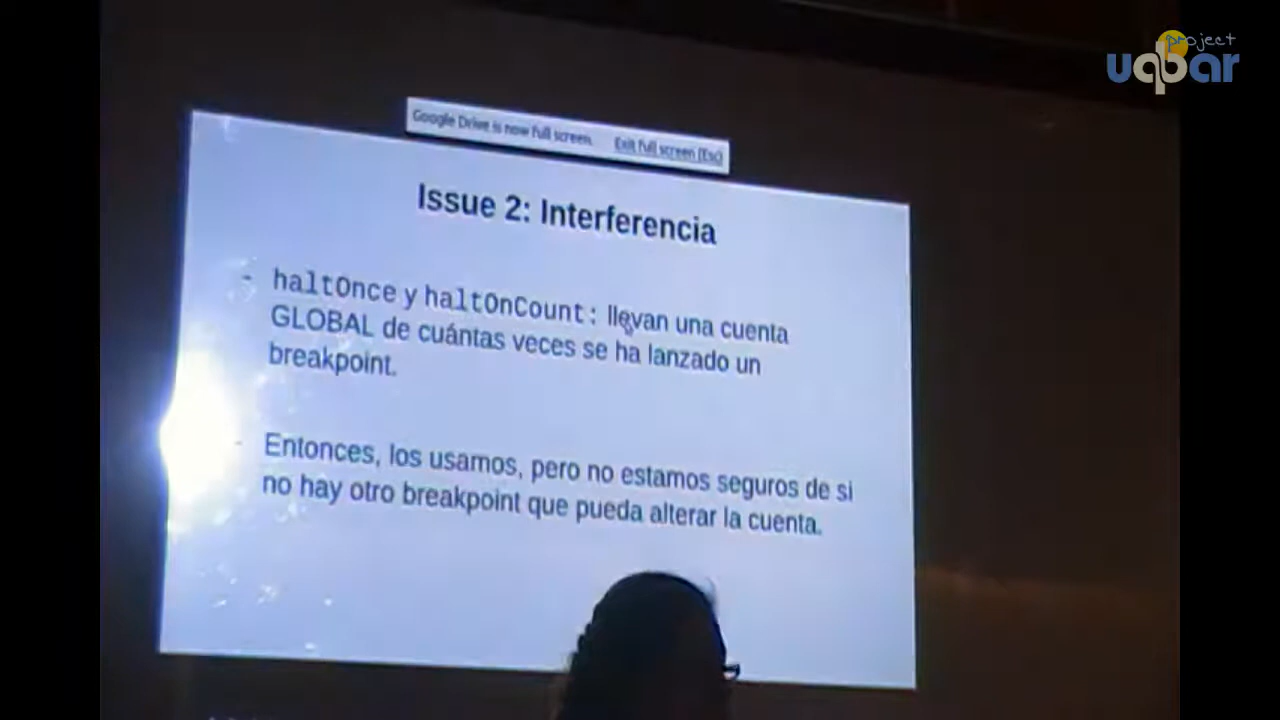 project
uqbar
Google Drive is now full screen. Exit full screen (Esc)
Issue 2: Interferencia
- haltOnce y haltOnCount: llevan una cuenta
GLOBAL de cuántas veces se ha lanzado un
breakpoint.
- Entonces, los usamos, pero no estamos seguros de si
no hay otro breakpoint que pueda alterar la cuenta.